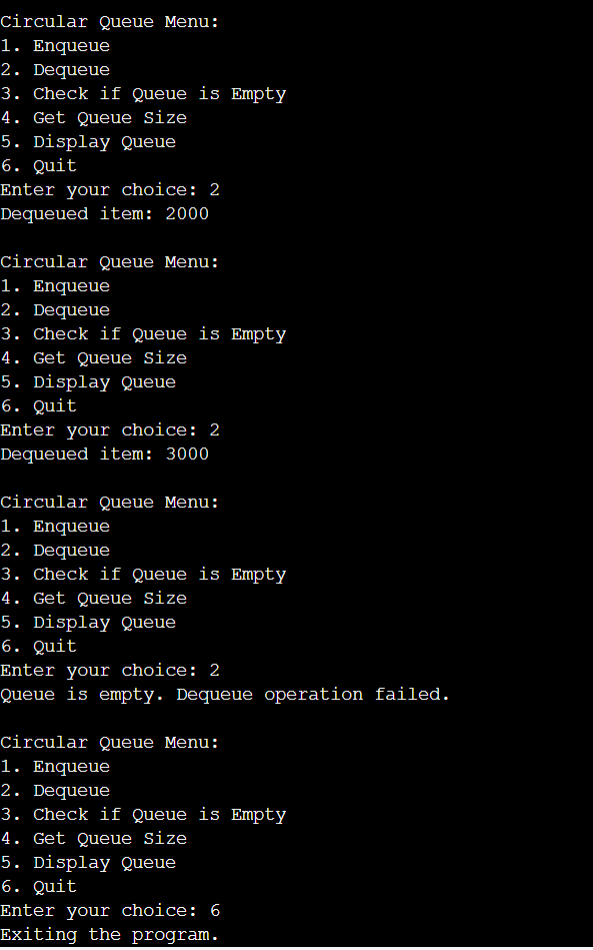 Circular Queue Menu:
1. Enqueue
2. Dequeue
3. Check if Queue is Empty
4. Get Queue Size
5. Display Queue
6. Quit
Enter your choice: 2
Dequeued item: 2000
Circular Queue Menu:
1. Enqueue
2. Dequeue
3. Check if Queue is Empty
4. Get Queue Size
5. Display Queue
6. Quit
Enter your choice: 2
Dequeued item: 3000
Circular Queue Menu:
1. Enqueue
2. Dequeue
3. Check if Queue is Empty
4. Get Queue Size
5. Display Queue
6. Quit
Enter your choice: 2
Queue is empty. Dequeue operation failed.
Circular Queue Menu:
1. Enqueue
2. Dequeue
3. Check if Queue is Empty
4. Get Queue Size
5. Display Queue
6. Quit
Enter your choice: 6
Exiting the program.